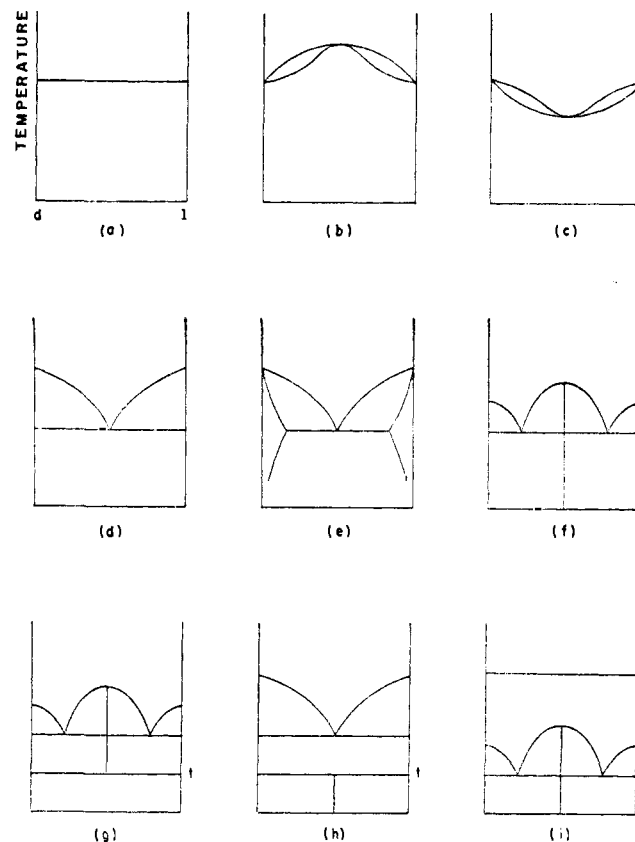 TEMPERATURE
d l
(a) (b) (c)
(d) (e) (f)
t t
(g) (h) (i)